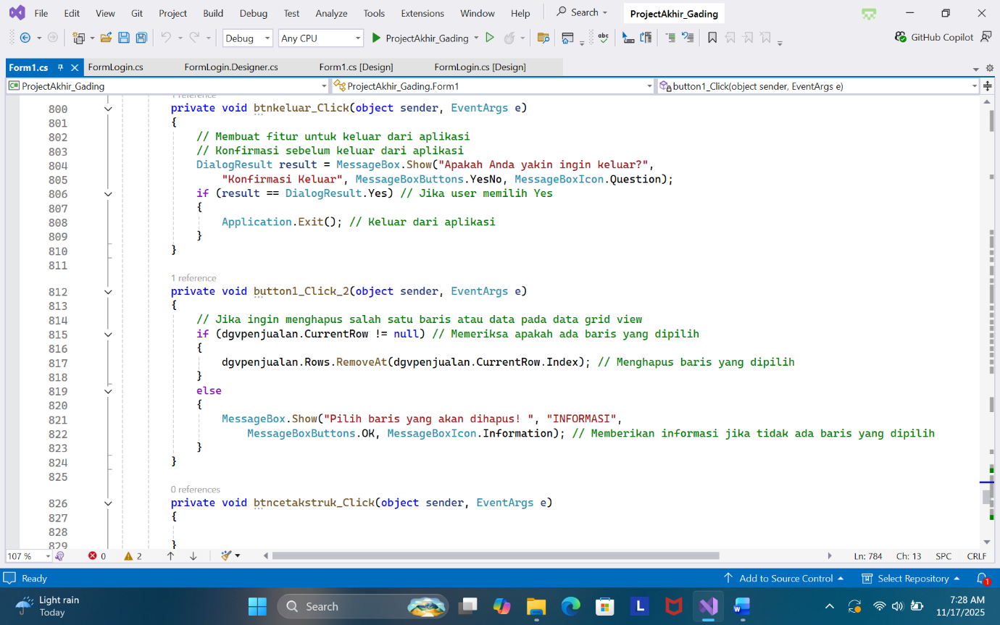 File Edit View Git Project Build Debug Test Analyze Tools Extensions Window Help Search ProjectAkhir_Gading
Debug Any CPU ProjectAkhir_Gading GitHub Copilot
Form1.cs FormLogin.cs FormLogin.Designer.cs Form1.cs [Design] FormLogin.cs [Design]
C# ProjectAkhir_Gading ProjectAkhir_Gading.Form1 button1_Click(object sender, EventArgs e)
1 reference
800 private void btnkeluar_Click(object sender, EventArgs e)
801 {
802 // Membuat fitur untuk keluar dari aplikasi
803 // Konfirmasi sebelum keluar dari aplikasi
804 DialogResult result = MessageBox.Show("Apakah Anda yakin ingin keluar?",
805 "Konfirmasi Keluar", MessageBoxButtons.YesNo, MessageBoxIcon.Question);
806 if (result == DialogResult.Yes) // Jika user memilih Yes
807 {
808 Application.Exit(); // Keluar dari aplikasi
809 }
810 }
811
1 reference
812 private void button1_Click_2(object sender, EventArgs e)
813 {
814 // Jika ingin menghapus salah satu baris atau data pada data grid view
815 if (dgvpenjualan.CurrentRow != null) // Memeriksa apakah ada baris yang dipilih
816 {
817 dgvpenjualan.Rows.RemoveAt(dgvpenjualan.CurrentRow.Index); // Menghapus baris yang dipilih
818 }
819 else
820 {
821 MessageBox.Show("Pilih baris yang akan dihapus! ", "INFORMASI",
822 MessageBoxButtons.OK, MessageBoxIcon.Information); // Memberikan informasi jika tidak ada baris yang dipilih
823 }
824 }
825
0 references
826 private void btncetakstruk_Click(object sender, EventArgs e)
827 {
828
829 }
107 % 0 2 Ln: 784 Ch: 13 SPC CRLF
Ready Add to Source Control Select Repository 1
Light rain
Today
Search
7:28 AM
11/17/2025